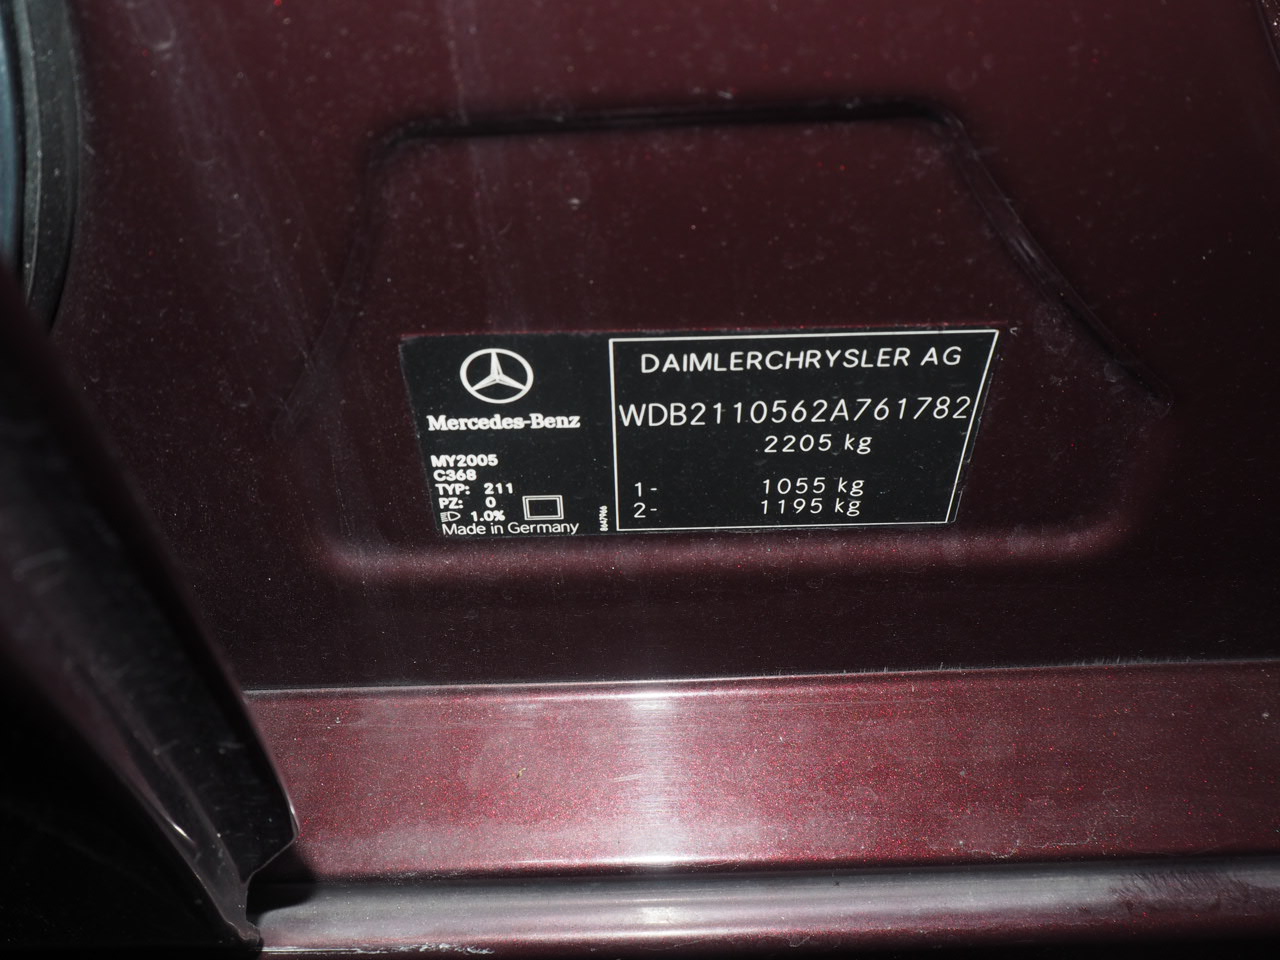 Mercedes-Benz
MY2005
C368
TYP: 211
PZ: 0
1.0%
Made in Germany
8647966
DAIMLERCHRYSLER AG
WDB2110562A761782
2205 kg
1- 1055 kg
2- 1195 kg